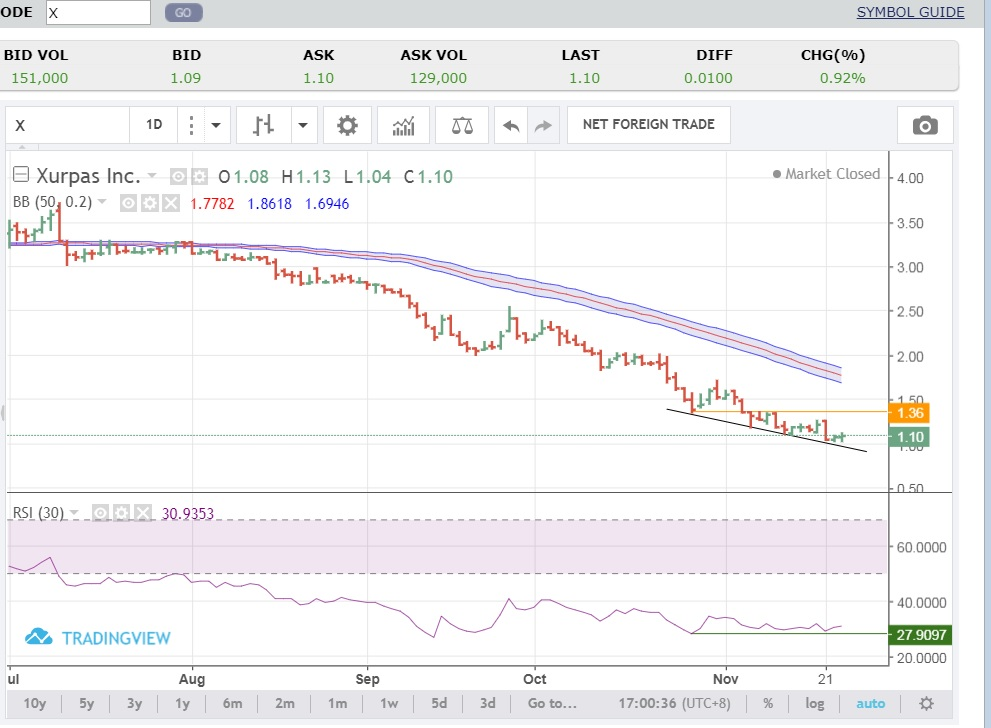 ODE X GO SYMBOL GUIDE
BID VOL BID ASK ASK VOL LAST DIFF CHG(%)
151,000 1.09 1.10 129,000 1.10 0.0100 0.92%
X 1D NET FOREIGN TRADE
Xurpas Inc. O1.08 H1.13 L1.04 C1.10 Market Closed
4.00
BB (50, 0.2) 1.7782 1.8618 1.6946
3.50
3.00
2.50
2.00
1.50
1.36
1.10
1.00
0.50
RSI (30) 30.9353
60.0000
40.0000
TRADINGVIEW
27.9097
20.0000
ul Aug Sep Oct Nov 21
10y 5y 3y 1y 6m 2m 1m 1w 5d 3d Go to... 17:00:36 (UTC+8) % log auto